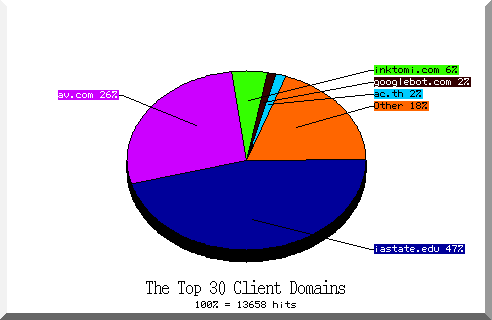 inktomi.com 6%
googlebot.com 2%
av.com 26%
ac.th 2%
Other 18%
iastate.edu 47%
The Top 30 Client Domains
100% = 13658 hits